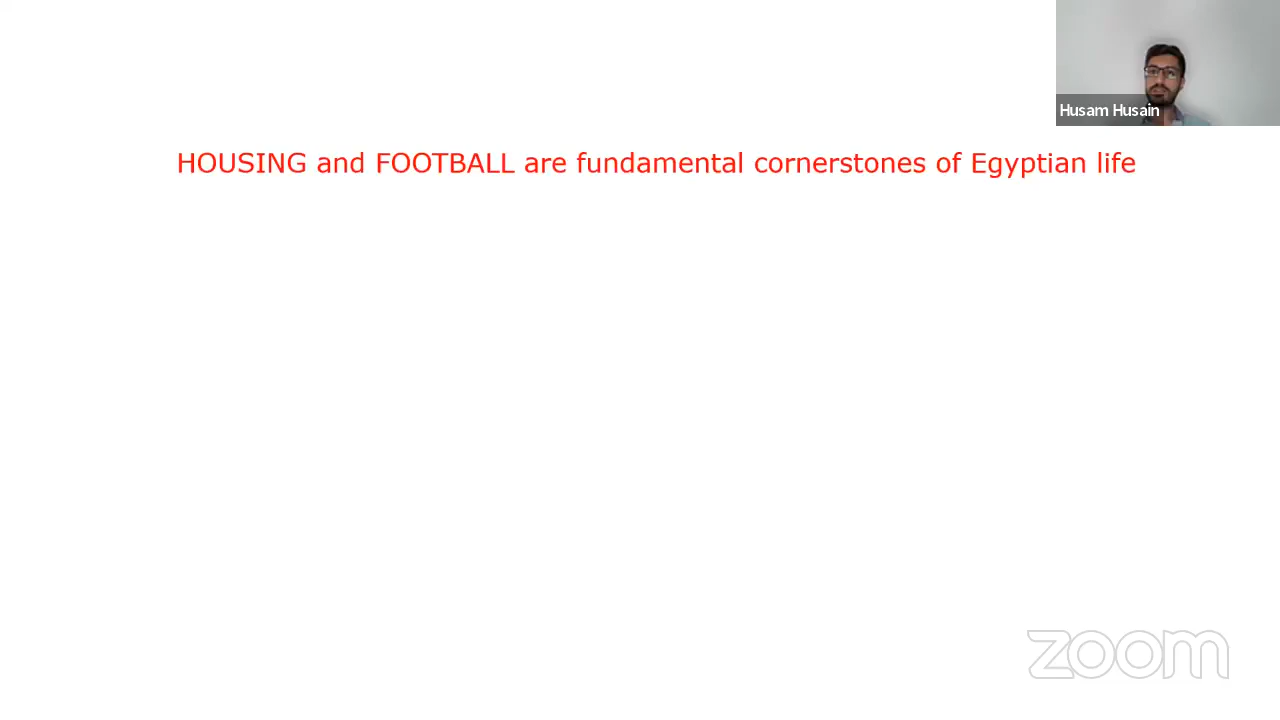 Husam Husain
HOUSING and FOOTBALL are fundamental cornerstones of Egyptian life
zoom